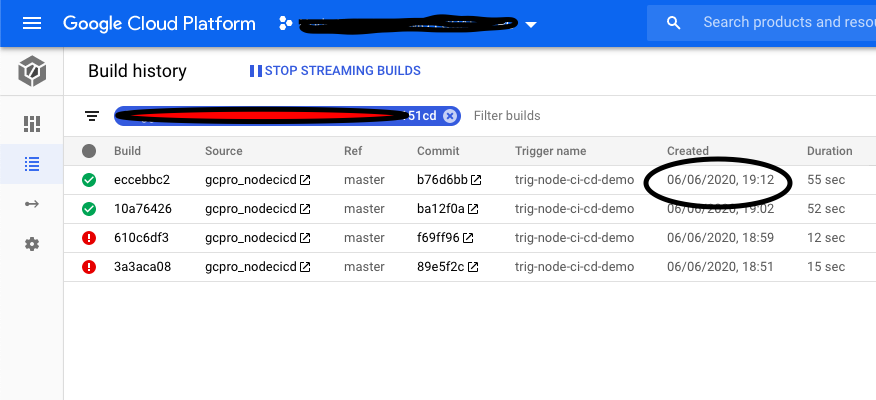 Google Cloud Platform
Search products and resou
Build history
STOP STREAMING BUILDS
51cd
Filter builds
Build Source Ref Commit Trigger name Created Duration
eccebbc2 gcpro_nodecicd master b76d6bb trig-node-ci-cd-demo 06/06/2020, 19:12 55 sec
10a76426 gcpro_nodecicd master ba12f0a trig-node-ci-cd-demo 06/06/2020, 19:02 52 sec
610c6df3 gcpro_nodecicd master f69ff96 trig-node-ci-cd-demo 06/06/2020, 18:59 12 sec
3a3aca08 gcpro_nodecicd master 89e5f2c trig-node-ci-cd-demo 06/06/2020, 18:51 15 sec